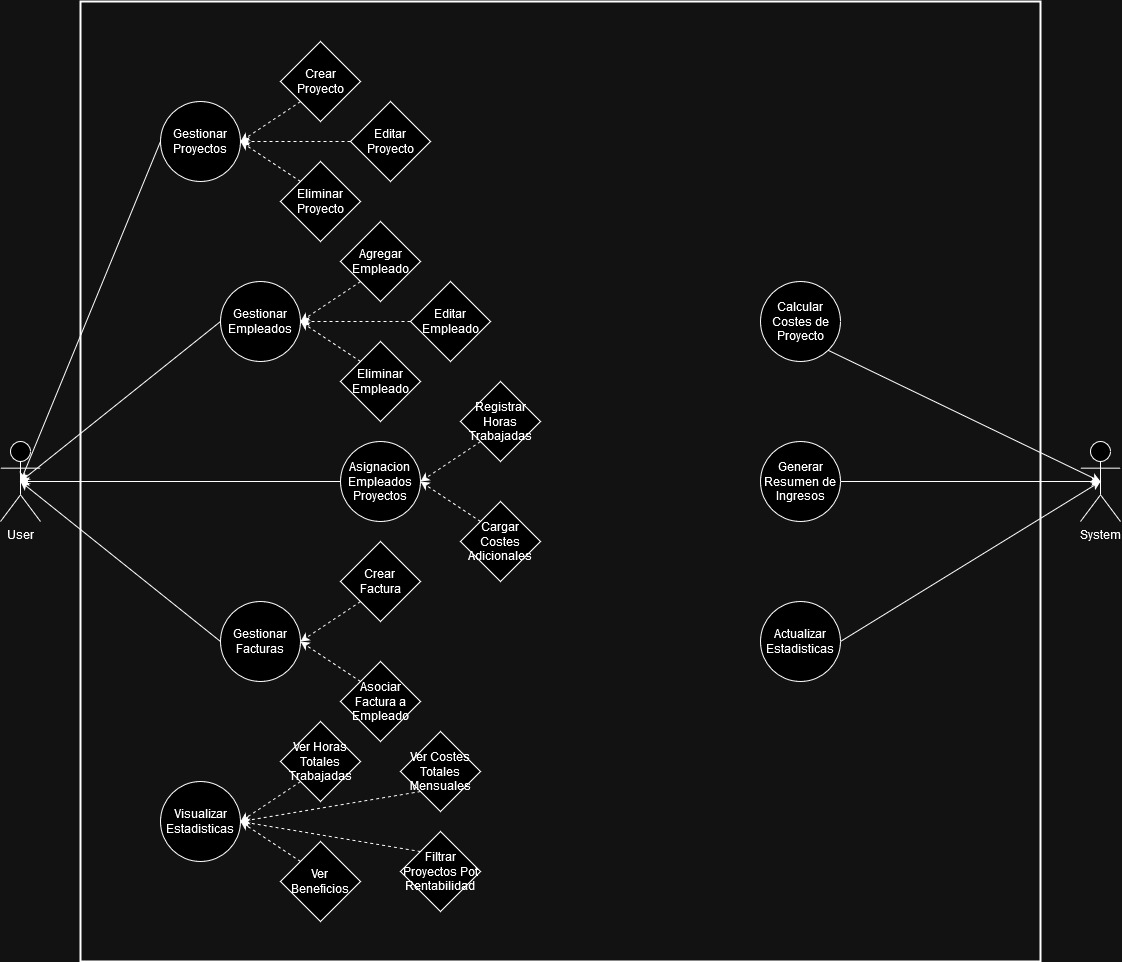 Crear
Proyecto
Gestionar
Proyectos
Editar
Proyecto
Eliminar
Proyecto
Agregar
Empleado
Gestionar
Empleados
Editar
Empleado
Eliminar
Empleado
Calcular
Costes de
Proyecto
Registrar
Horas
Trabajadas
Asignacion
Empleados
Proyectos
Generar
Resumen de
Ingresos
User
System
Cargar
Costes
Adicionales
Crear
Factura
Gestionar
Facturas
Actualizar
Estadisticas
Asociar
Factura a
Empleado
Ver Horas
Totales
Trabajadas
Ver Costes
Totales
Mensuales
Visualizar
Estadisticas
Ver
Beneficios
Filtrar
Proyectos Pot
Rentabilidad